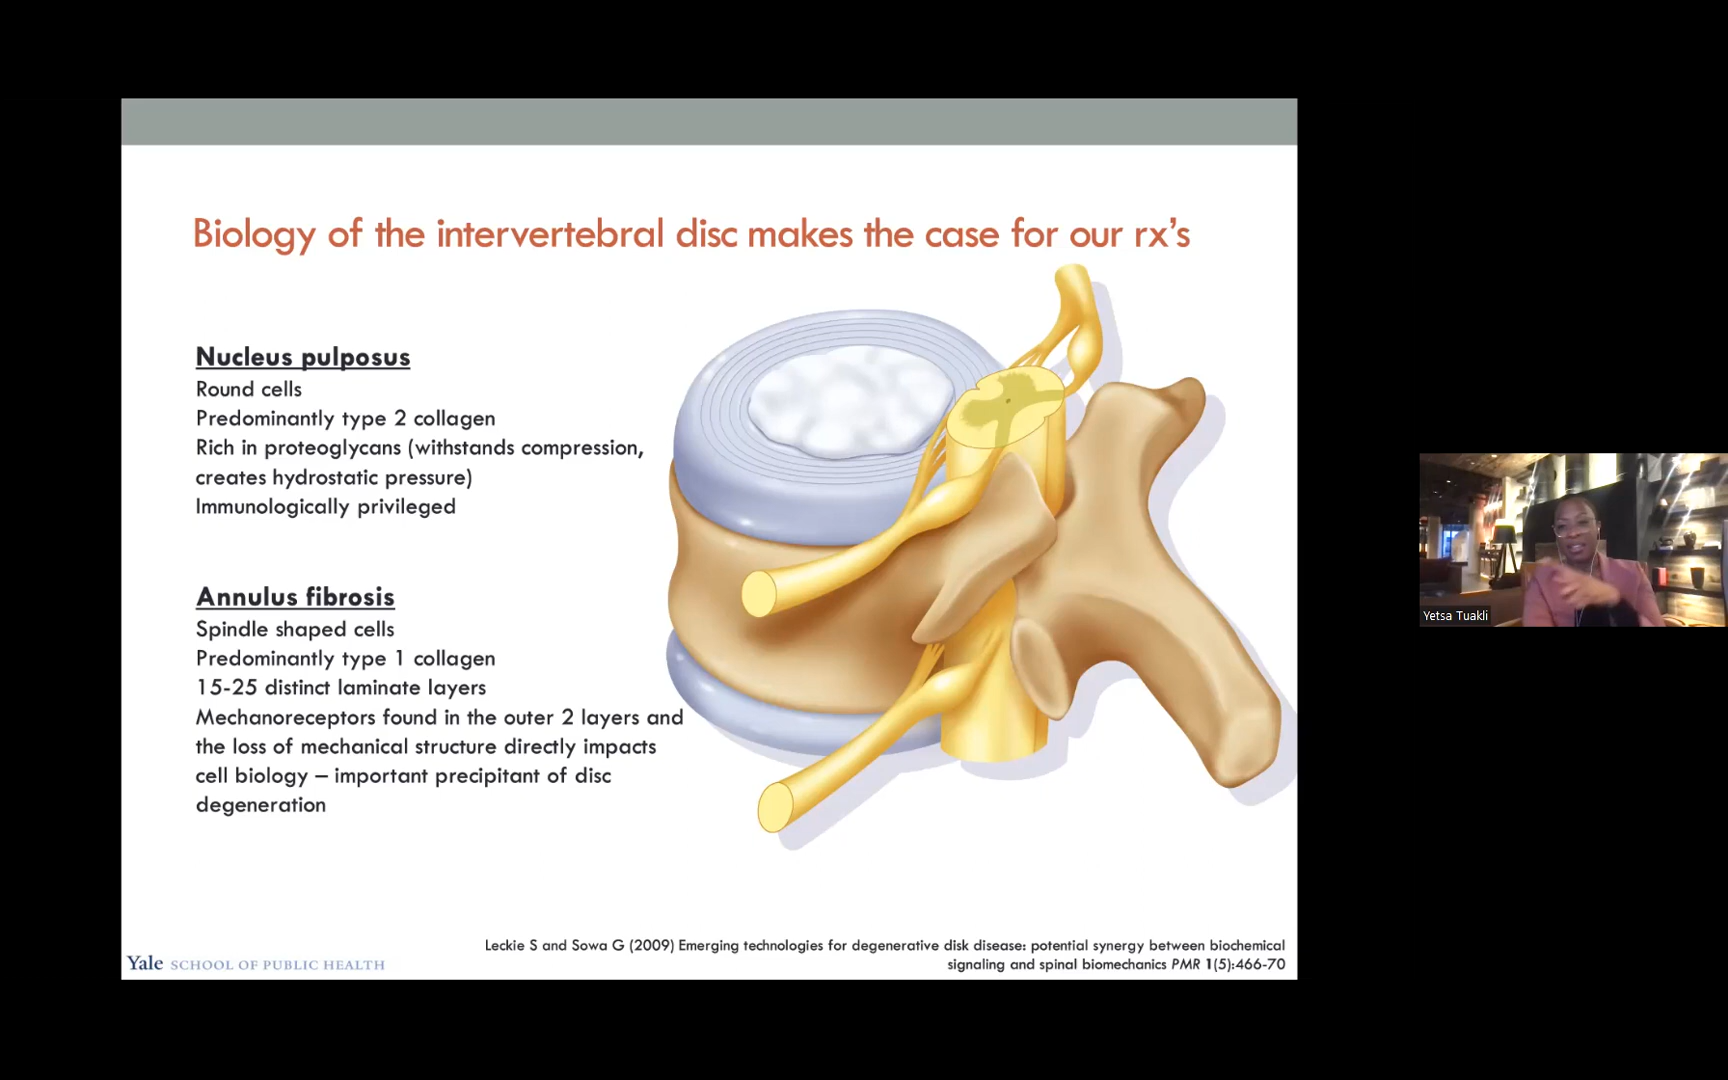 Biology of the intervertebral disc makes the case for our rx’s
Nucleus pulposus
Round cells
Predominantly type 2 collagen
Rich in proteoglycans (withstands compression,
creates hydrostatic pressure)
Immunologically privileged
Annulus fibrosis
Spindle shaped cells
Predominantly type 1 collagen
15-25 distinct laminate layers
Mechanoreceptors found in the outer 2 layers and
the loss of mechanical structure directly impacts
cell biology – important precipitant of disc
degeneration
Leckie S and Sowa G (2009) Emerging technologies for degenerative disk disease: potential synergy between biochemical
signaling and spinal biomechanics PMR 1(5):466-70
Yale SCHOOL OF PUBLIC HEALTH
Yetsa Tuakli